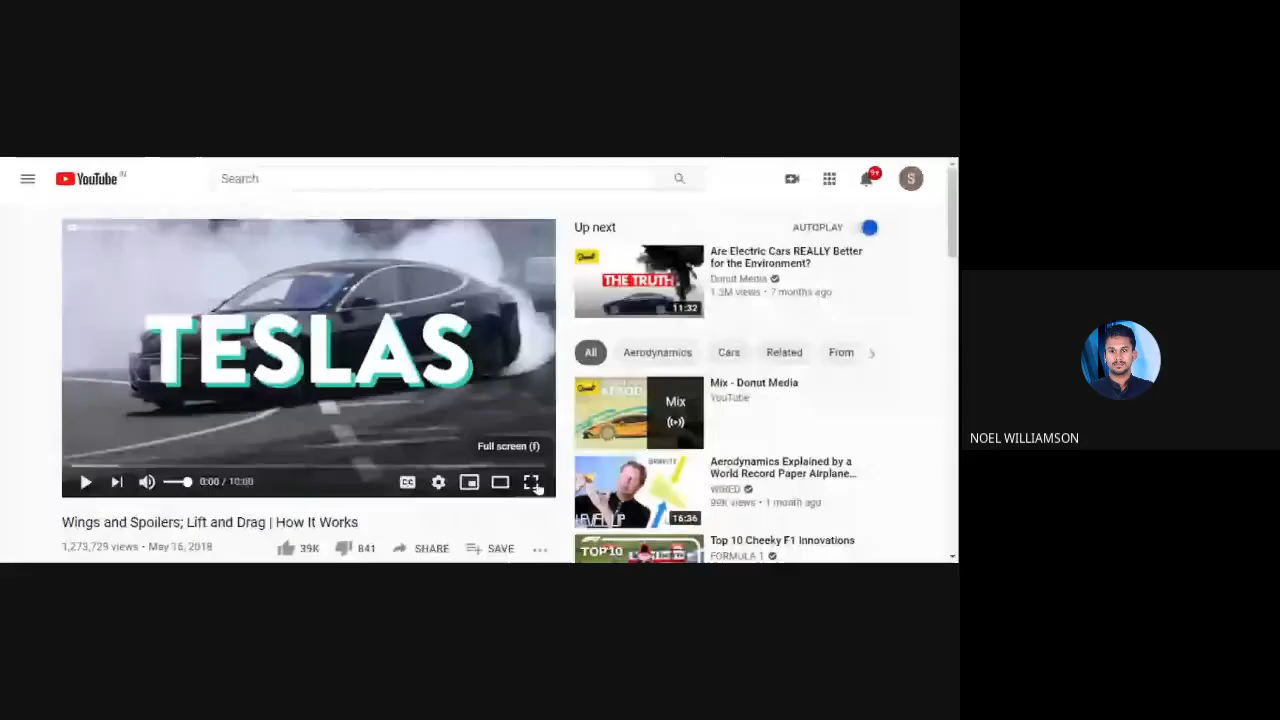 YouTube IN
Search
9+
S
TESLAS
Full screen (f)
0:00 / 10:00
CC
Wings and Spoilers; Lift and Drag | How It Works
1,273,729 views • May 16, 2018
39K
841
SHARE
SAVE
Up next
AUTOPLAY
THE TRUTH
11:32
Are Electric Cars REALLY Better
for the Environment?
Donut Media
1.3M views • 7 months ago
All
Aerodynamics
Cars
Related
From
Mix
Mix - Donut Media
YouTube
LEVEL UP
16:36
Aerodynamics Explained by a
World Record Paper Airplane...
WIRED
99K views • 1 month ago
TOP10
Top 10 Cheeky F1 Innovations
FORMULA 1
NOEL WILLIAMSON